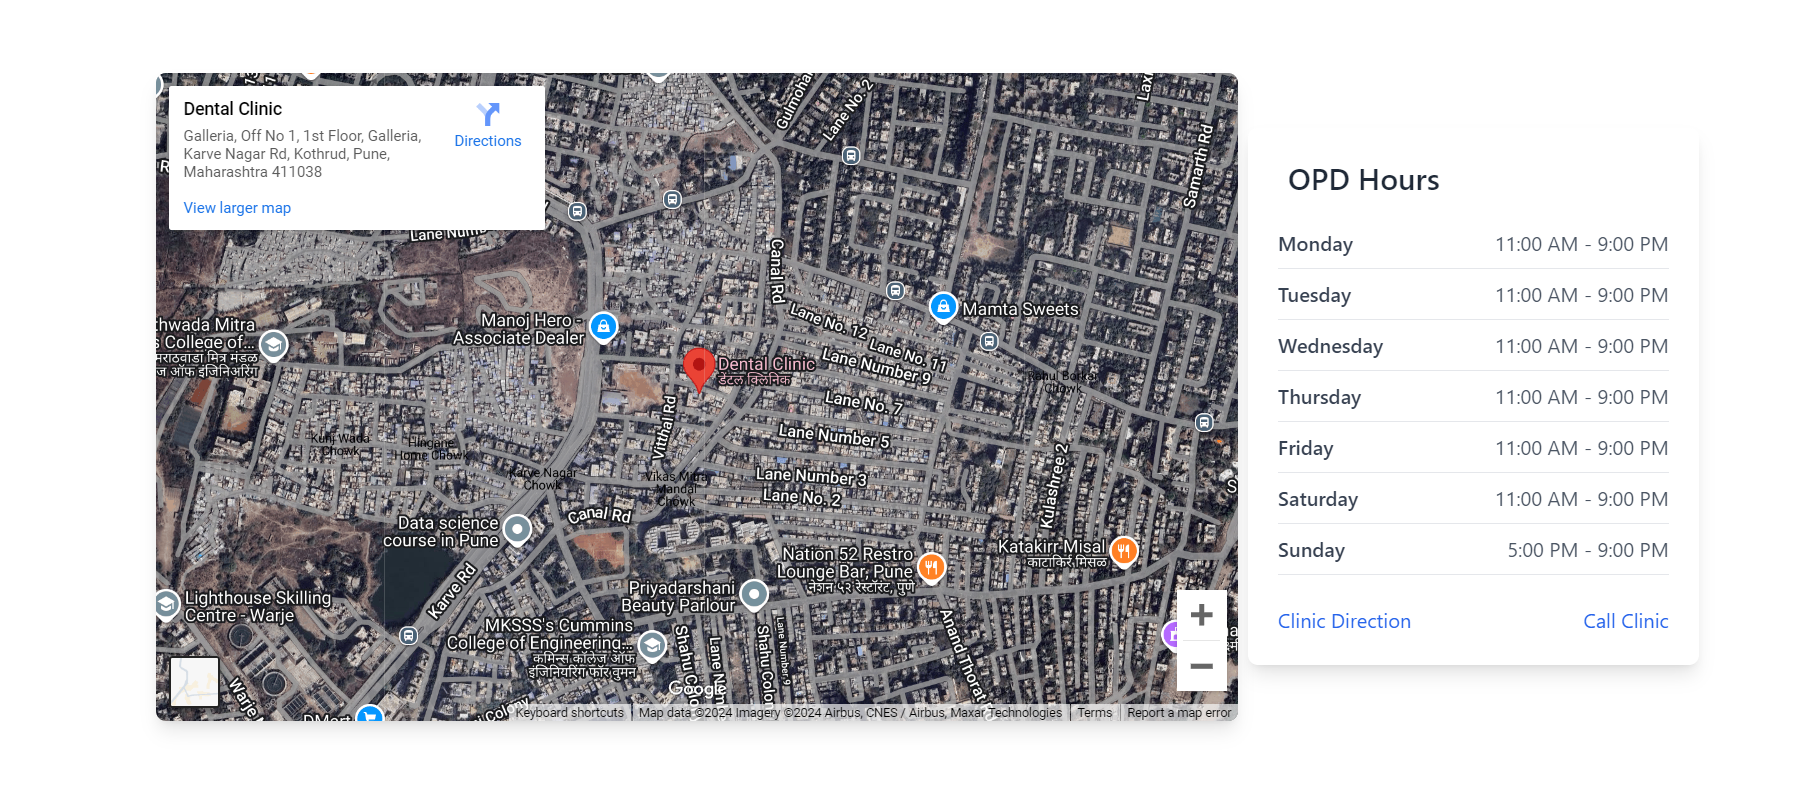 Dental Clinic
Directions
Galleria, Off No 1, 1st Floor, Galleria,
Karve Nagar Rd, Kothrud, Pune,
Maharashtra 411038
View larger map
Lane No. 2
Samarth Rd
Canal Rd
Mamta Sweets
Manoj Hero -
Associate Dealer
thwada Mitra
s College of...
मराठवाडा मित्र मंडळ
ज ऑफ इंजिनिअरिंग
Lane No. 12
Lane No. 11
Lane Number 9
Dental Clinic
डेंटल क्लिनिक
Rahul Borkar
Chowk
Lane No. 7
Vitthal Rd
Lane Number 5
Kunj Wada
Chowk
Hingane
Home Chowk
Karve Nagar
Chowk
Vikas Mitra
Mandal
Chowk
Lane Number 3
Lane No. 2
Kulashree 2
Canal Rd
Data science
course in Pune
Nation 52 Restro
Lounge Bar, Pune
नेशन ५२ रेस्टॉरंट, पुणे
Katakirr Misal
काटाकिर्र मिसळ
Karve Rd
Priyadarshani
Beauty Parlour
Lighthouse Skilling
Centre - Warje
MKSSS's Cummins
College of Engineering...
कमिन्स कॉलेज ऑफ
इंजिनियरिंग फॉर वुमन
Shahu Colo
Lane N
Shahu Colon
Lane Number 9
Anand Thorat
Warje
DMart
Colony
Google
Keyboard shortcuts
Map data ©2024 Imagery ©2024 Airbus, CNES / Airbus, Maxar Technologies
Terms
Report a map error
OPD Hours
Monday 11:00 AM - 9:00 PM
Tuesday 11:00 AM - 9:00 PM
Wednesday 11:00 AM - 9:00 PM
Thursday 11:00 AM - 9:00 PM
Friday 11:00 AM - 9:00 PM
Saturday 11:00 AM - 9:00 PM
Sunday 5:00 PM - 9:00 PM
Clinic Direction
Call Clinic